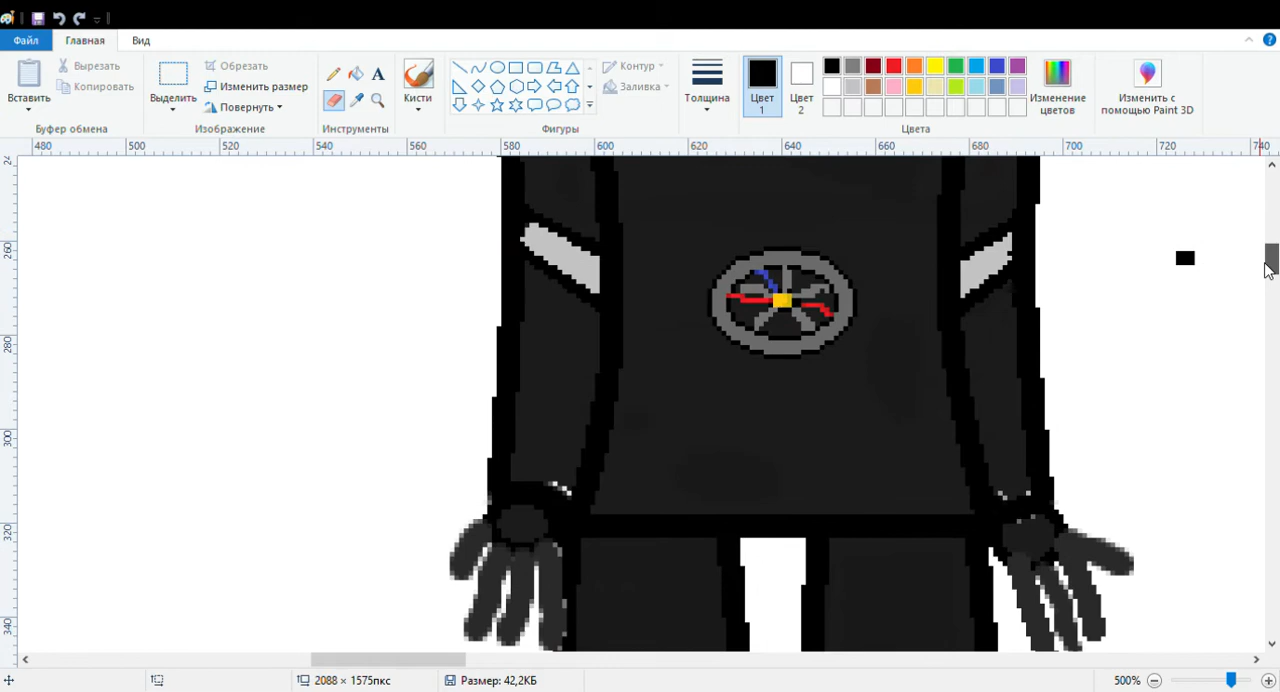 Файл Главная Вид
Вставить
Вырезать
Копировать
Буфер обмена
Выделить
Обрезать
Изменить размер
Повернуть
Изображение
A
Инструменты
Кисти
Контур
Заливка
Фигуры
Толщина
Цвет 1
Цвет 2
Изменение цветов
Цвета
Изменить с помощью Paint 3D
480 500 520 540 560 580 600 620 640 660 680 700 720 740
24
260
280
300
320
340
2088 × 1575пкс
Размер: 42,2КБ
500%